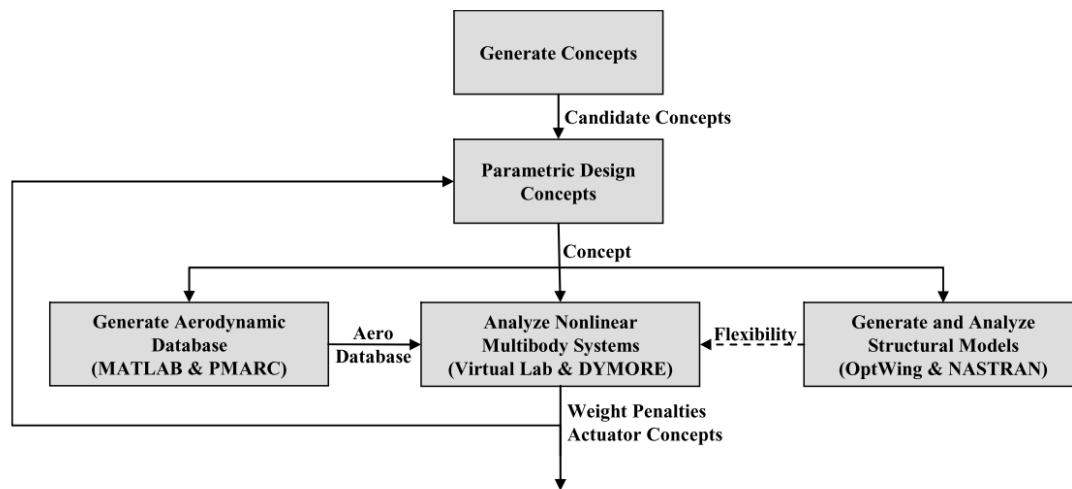 Generate Concepts
Candidate Concepts
Parametric Design
Concepts
Concept
Generate Aerodynamic
Database
(MATLAB & PMARC)
Aero
Database
Analyze Nonlinear
Multibody Systems
(Virtual Lab & DYMORE)
Flexibility
Generate and Analyze
Structural Models
(OptWing & NASTRAN)
Weight Penalties
Actuator Concepts